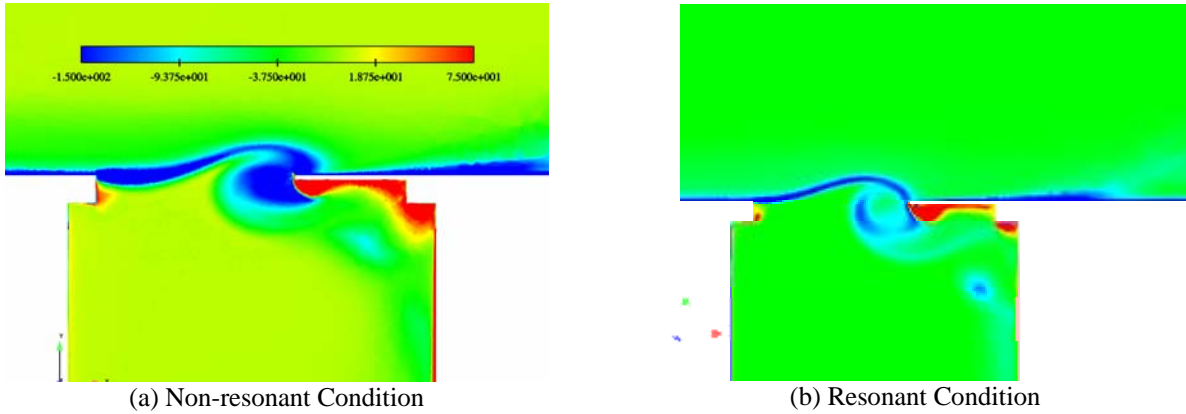 -1.500e+002 -9.375e+001 -3.750e+001 1.875e+001 7.500e+001
(a) Non-resonant Condition
(b) Resonant Condition